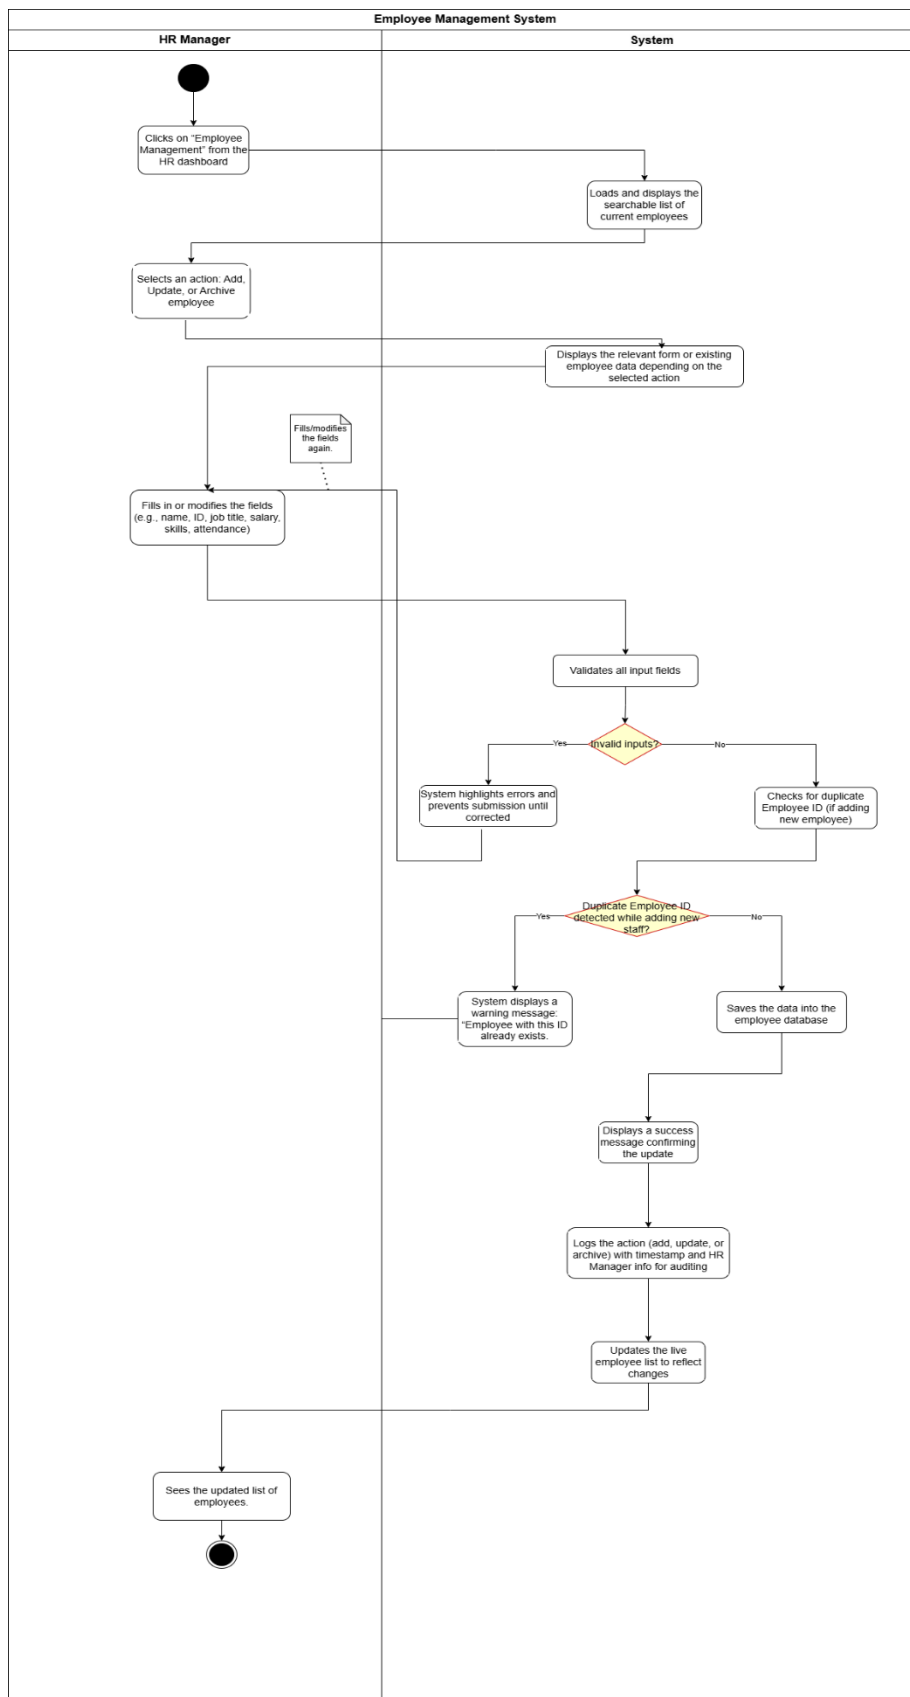 Employee Management System
HR Manager
System
Clicks on “Employee
Management” from the
HR dashboard
Loads and displays the
searchable list of
current employees
Selects an action: Add,
Update, or Archive
employee
Displays the relevant form or existing
employee data depending on the
selected action
Fills/modifies
the fields
again.
Fills in or modifies the fields
(e.g., name, ID, job title, salary,
skills, attendance)
Validates all input fields
Invalid inputs?
Yes
No
System highlights errors and
prevents submission until
corrected
Checks for duplicate
Employee ID (if adding
new employee)
Duplicate Employee ID
detected while adding new
staff?
Yes
No
System displays a
warning message:
“Employee with this ID
already exists.
Saves the data into the
employee database
Displays a success
message confirming
the update
Logs the action (add, update, or
archive) with timestamp and HR
Manager info for auditing
Updates the live
employee list to reflect
changes
Sees the updated list of
employees.